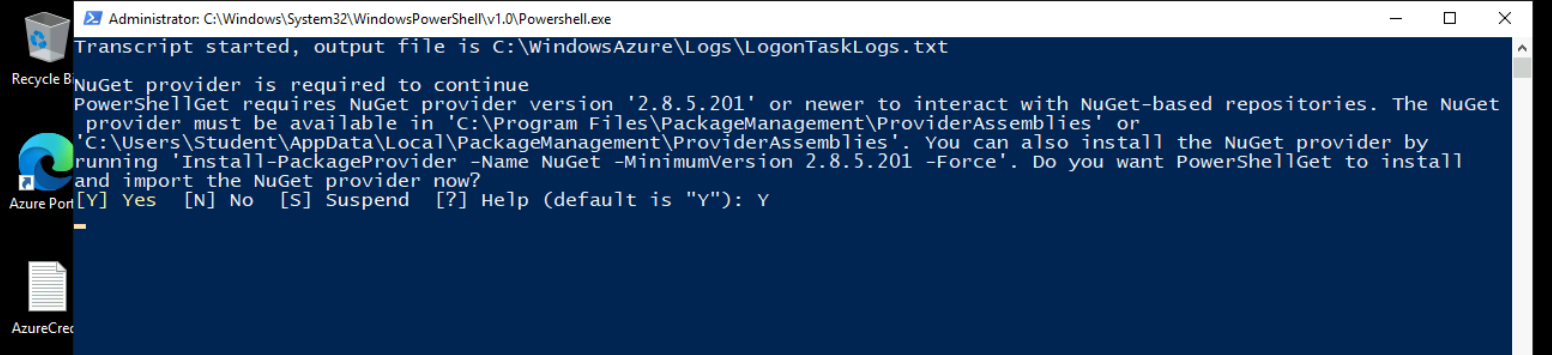 Administrator: C:\Windows\System32\WindowsPowerShell\v1.0\Powershell.exe
Transcript started, output file is C:\WindowsAzure\Logs\LogonTaskLogs.txt
Recycle Bi
NuGet provider is required to continue
PowerShellGet requires NuGet provider version '2.8.5.201' or newer to interact with NuGet-based repositories. The NuGet
provider must be available in 'C:\Program Files\PackageManagement\ProviderAssemblies' or
'C:\Users\Student\AppData\Local\PackageManagement\ProviderAssemblies'. You can also install the NuGet provider by
running 'Install-PackageProvider -Name NuGet -MinimumVersion 2.8.5.201 -Force'. Do you want PowerShellGet to install
and import the NuGet provider now?
[Y] Yes  [N] No  [S] Suspend  [?] Help (default is "Y"): Y
Azure Port
AzureCred